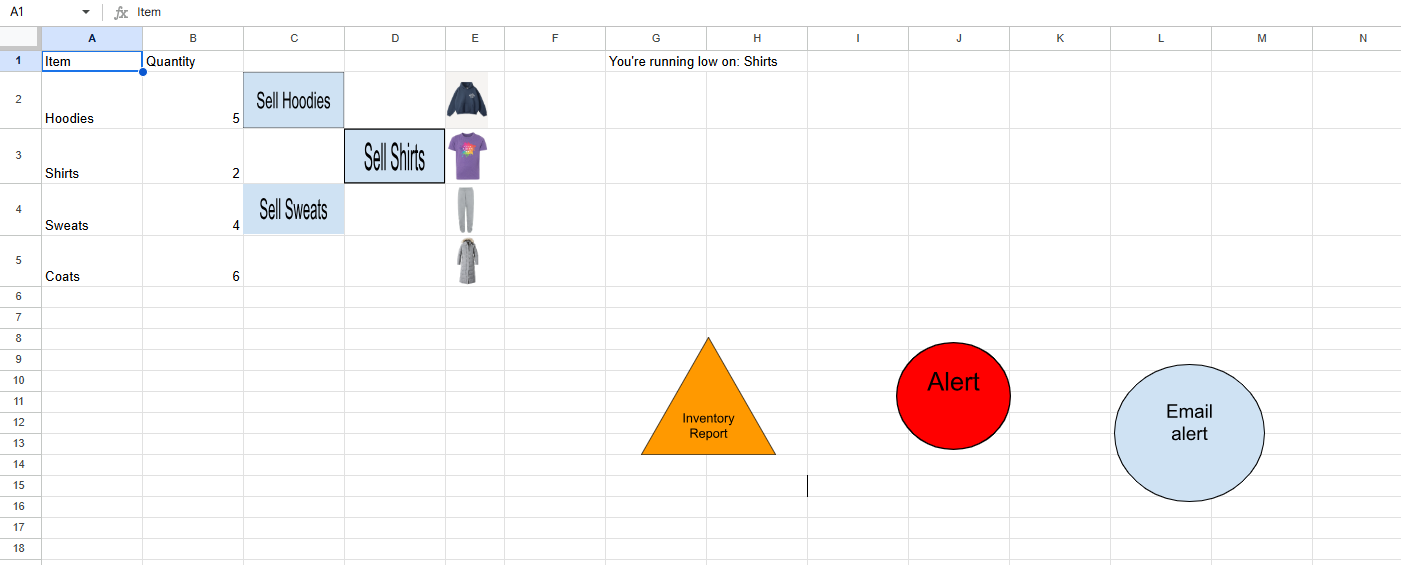 A1 fx Item
A B C D E F G H I J K L M N
1 Item Quantity You're running low on: Shirts
2 Hoodies 5 Sell Hoodies
3 Shirts 2 Sell Shirts
4 Sweats 4 Sell Sweats
5 Coats 6
6
7
8
9
10
11
12
13
14
15
16
17
18
Inventory
Report
Alert
Email
alert